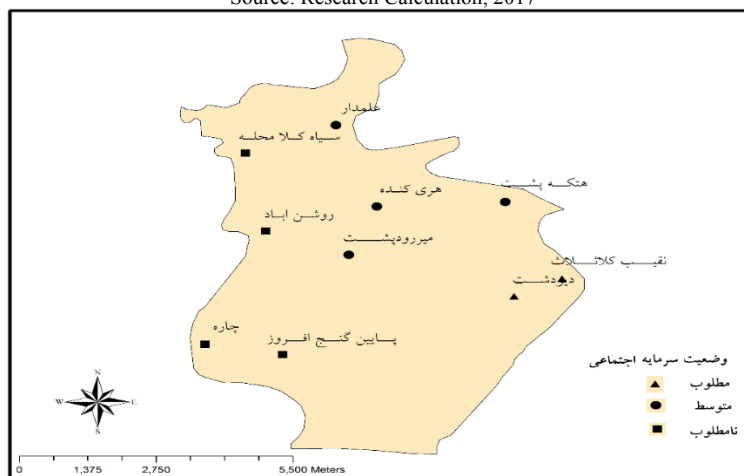 Source: Research Calculation, 2017
علمدار
سیاه کلا محله
هتکه پشت
هری کنده
روشن اباد
میررودپشت
نقیب کلاثلاث
دیودشت
چاره
پایین گنج افروز
وضعیت سرمایه اجتماعی
مطلوب
متوسط
نامطلوب
N
W E
S
0 1,375 2,750 5,500 Meters